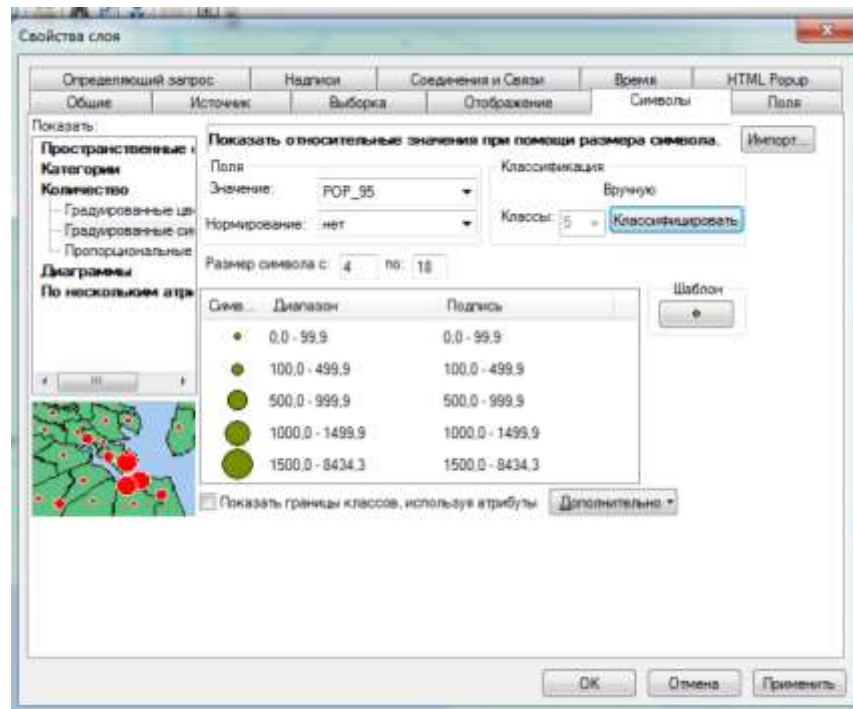 Свойства слоя
Определяющий запрос Надписи Соединения и Связи Время HTML Popup
Общие Источник Выборка Отображение Символы Поля
Показать:
Пространственные
Категории
Количество
Градуированные цв
Градуированные си
Пропорциональные
Диаграммы
По нескольким атри
Показать относительные значения при помощи размера символа.
Импорт...
Поля
Значение: POP_95
Нормирование: нет
Классификация
Вручную
Классы: 5 Классифицировать
Размер символа с: 4 по: 18
Симв... Диапазон Подпись
0,0 - 99,9 0,0 - 99,9
100,0 - 499,9 100,0 - 499,9
500,0 - 999,9 500,0 - 999,9
1000,0 - 1499,9 1000,0 - 1499,9
1500,0 - 8434,3 1500,0 - 8434,3
Шаблон
Показать границы классов, используя атрибуты Дополнительно
OK Отмена Применить